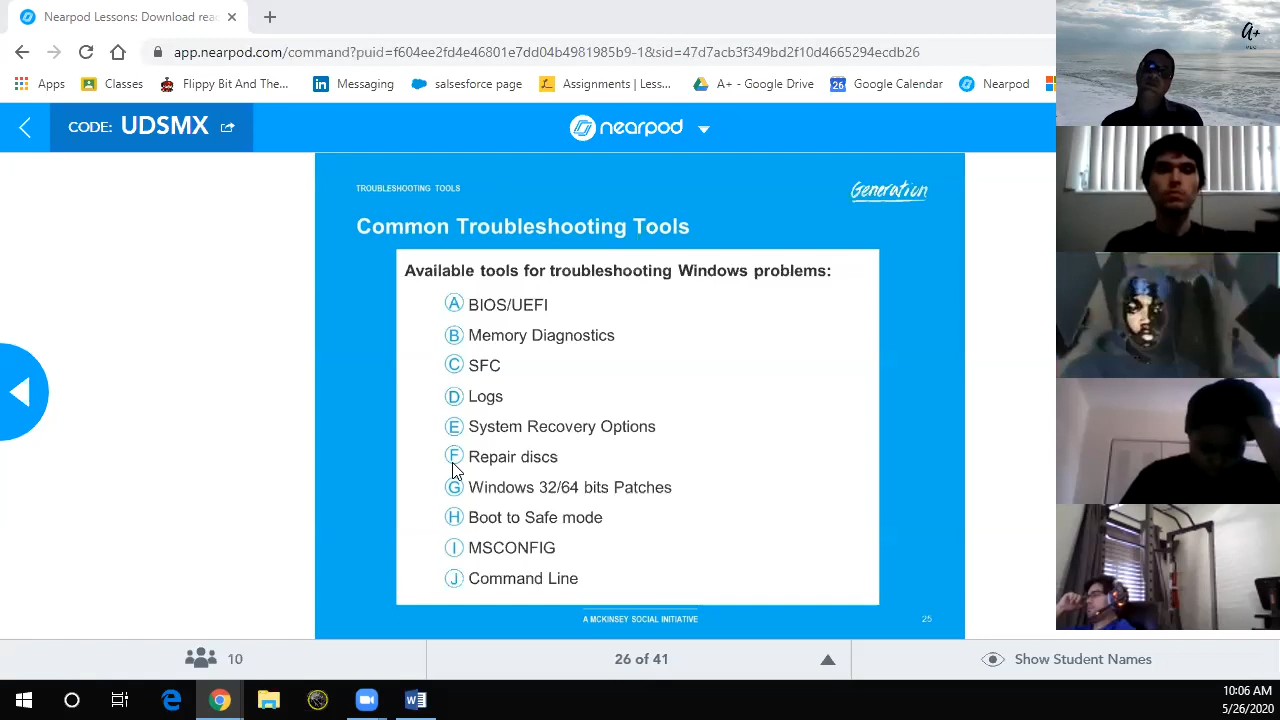 Nearpod Lessons: Download read
app.nearpod.com/command?puid=f604ee2fd4e46801e7dd04b4981985b9-1&sid=47d7acb3f349bd2f10d4665294ecdb26
Apps Classes Flippy Bit And The... Messaging salesforce page Assignments | Less... A+ - Google Drive 26 Google Calendar Nearpod
CODE: UDSMX
nearpod
TROUBLESHOOTING TOOLS
Generation
Common Troubleshooting Tools
Available tools for troubleshooting Windows problems:
A BIOS/UEFI
B Memory Diagnostics
C SFC
D Logs
E System Recovery Options
F Repair discs
G Windows 32/64 bits Patches
H Boot to Safe mode
I MSCONFIG
J Command Line
A MCKINSEY SOCIAL INITIATIVE
25
10
26 of 41
Show Student Names
10:06 AM
5/26/2020
a+